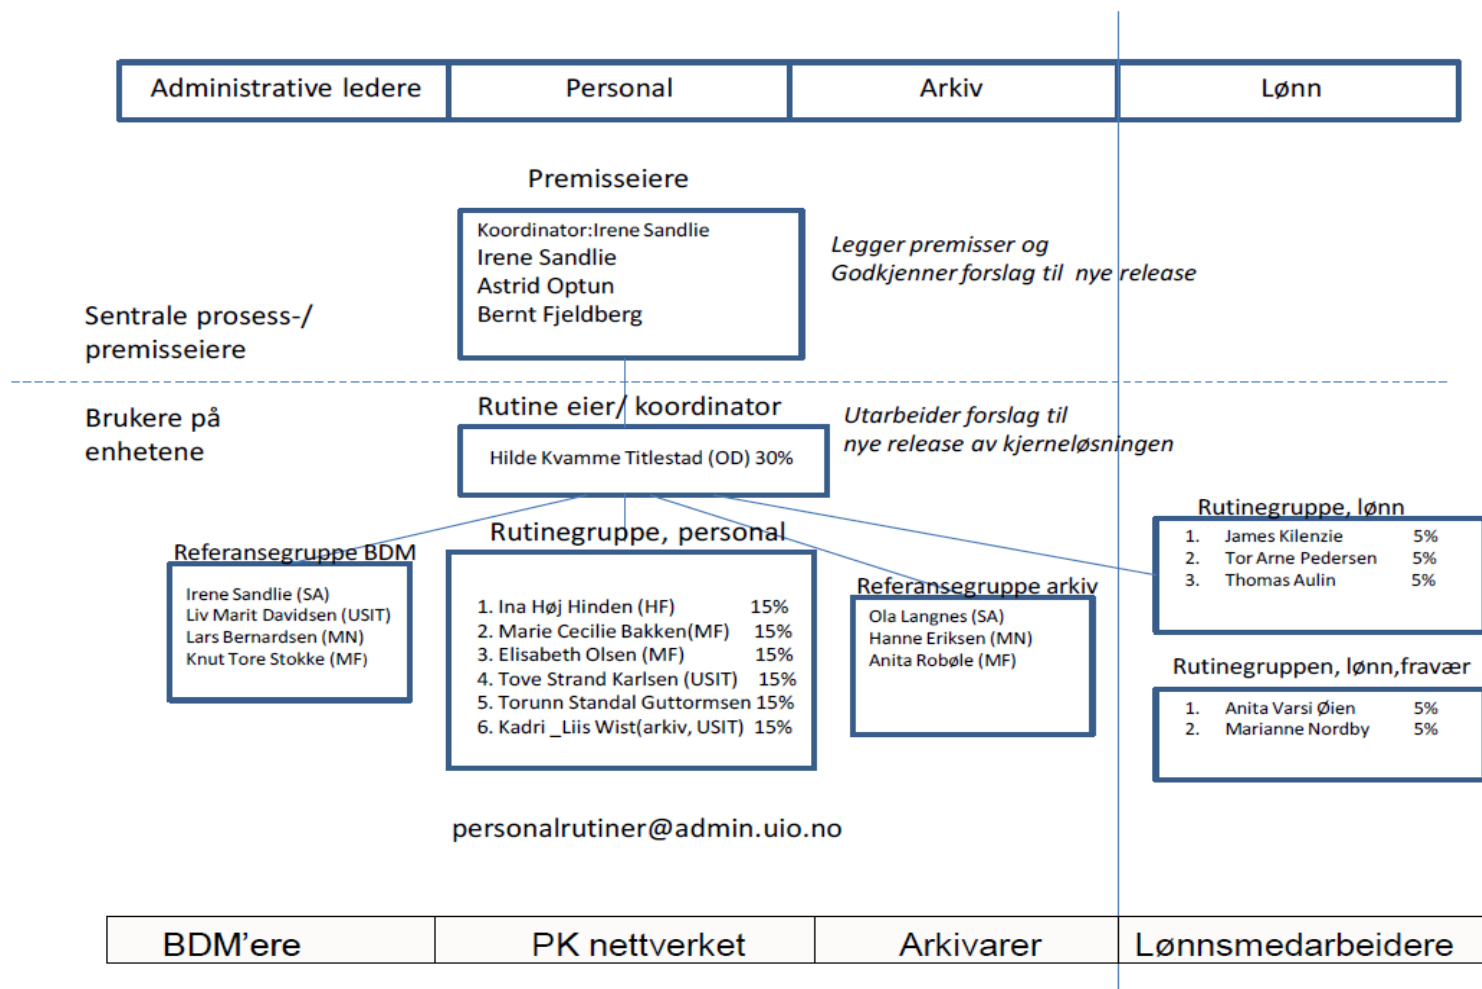 Administrative ledere
Personal
Arkiv
Lønn
Premisseiere
Koordinator:Irene Sandlie
Irene Sandlie
Astrid Optun
Bernt Fjeldberg
Legger premisser og
Godkjenner forslag til nye release
Sentrale prosess-/
premisseiere
Brukere på
enhetene
Rutine eier/ koordinator
Hilde Kvamme Titlestad (OD) 30%
Utarbeider forslag til
nye release av kjerneløsningen
Referansegruppe BDM
Irene Sandlie (SA)
Liv Marit Davidsen (USIT)
Lars Bernardsen (MN)
Knut Tore Stokke (MF)
Rutinegruppe, personal
1. Ina Høj Hinden (HF) 15%
2. Marie Cecilie Bakken(MF) 15%
3. Elisabeth Olsen (MF) 15%
4. Tove Strand Karlsen (USIT) 15%
5. Torunn Standal Guttormsen 15%
6. Kadri _Liis Wist(arkiv, USIT) 15%
Referansegruppe arkiv
Ola Langnes (SA)
Hanne Eriksen (MN)
Anita Robøle (MF)
Rutinegruppe, lønn
1. James Kilenzie 5%
2. Tor Arne Pedersen 5%
3. Thomas Aulin 5%
Rutinegruppen, lønn,fravær
1. Anita Varsi Øien 5%
2. Marianne Nordby 5%
personalrutiner@admin.uio.no
BDM’ere
PK nettverket
Arkivarer
Lønnsmedarbeidere